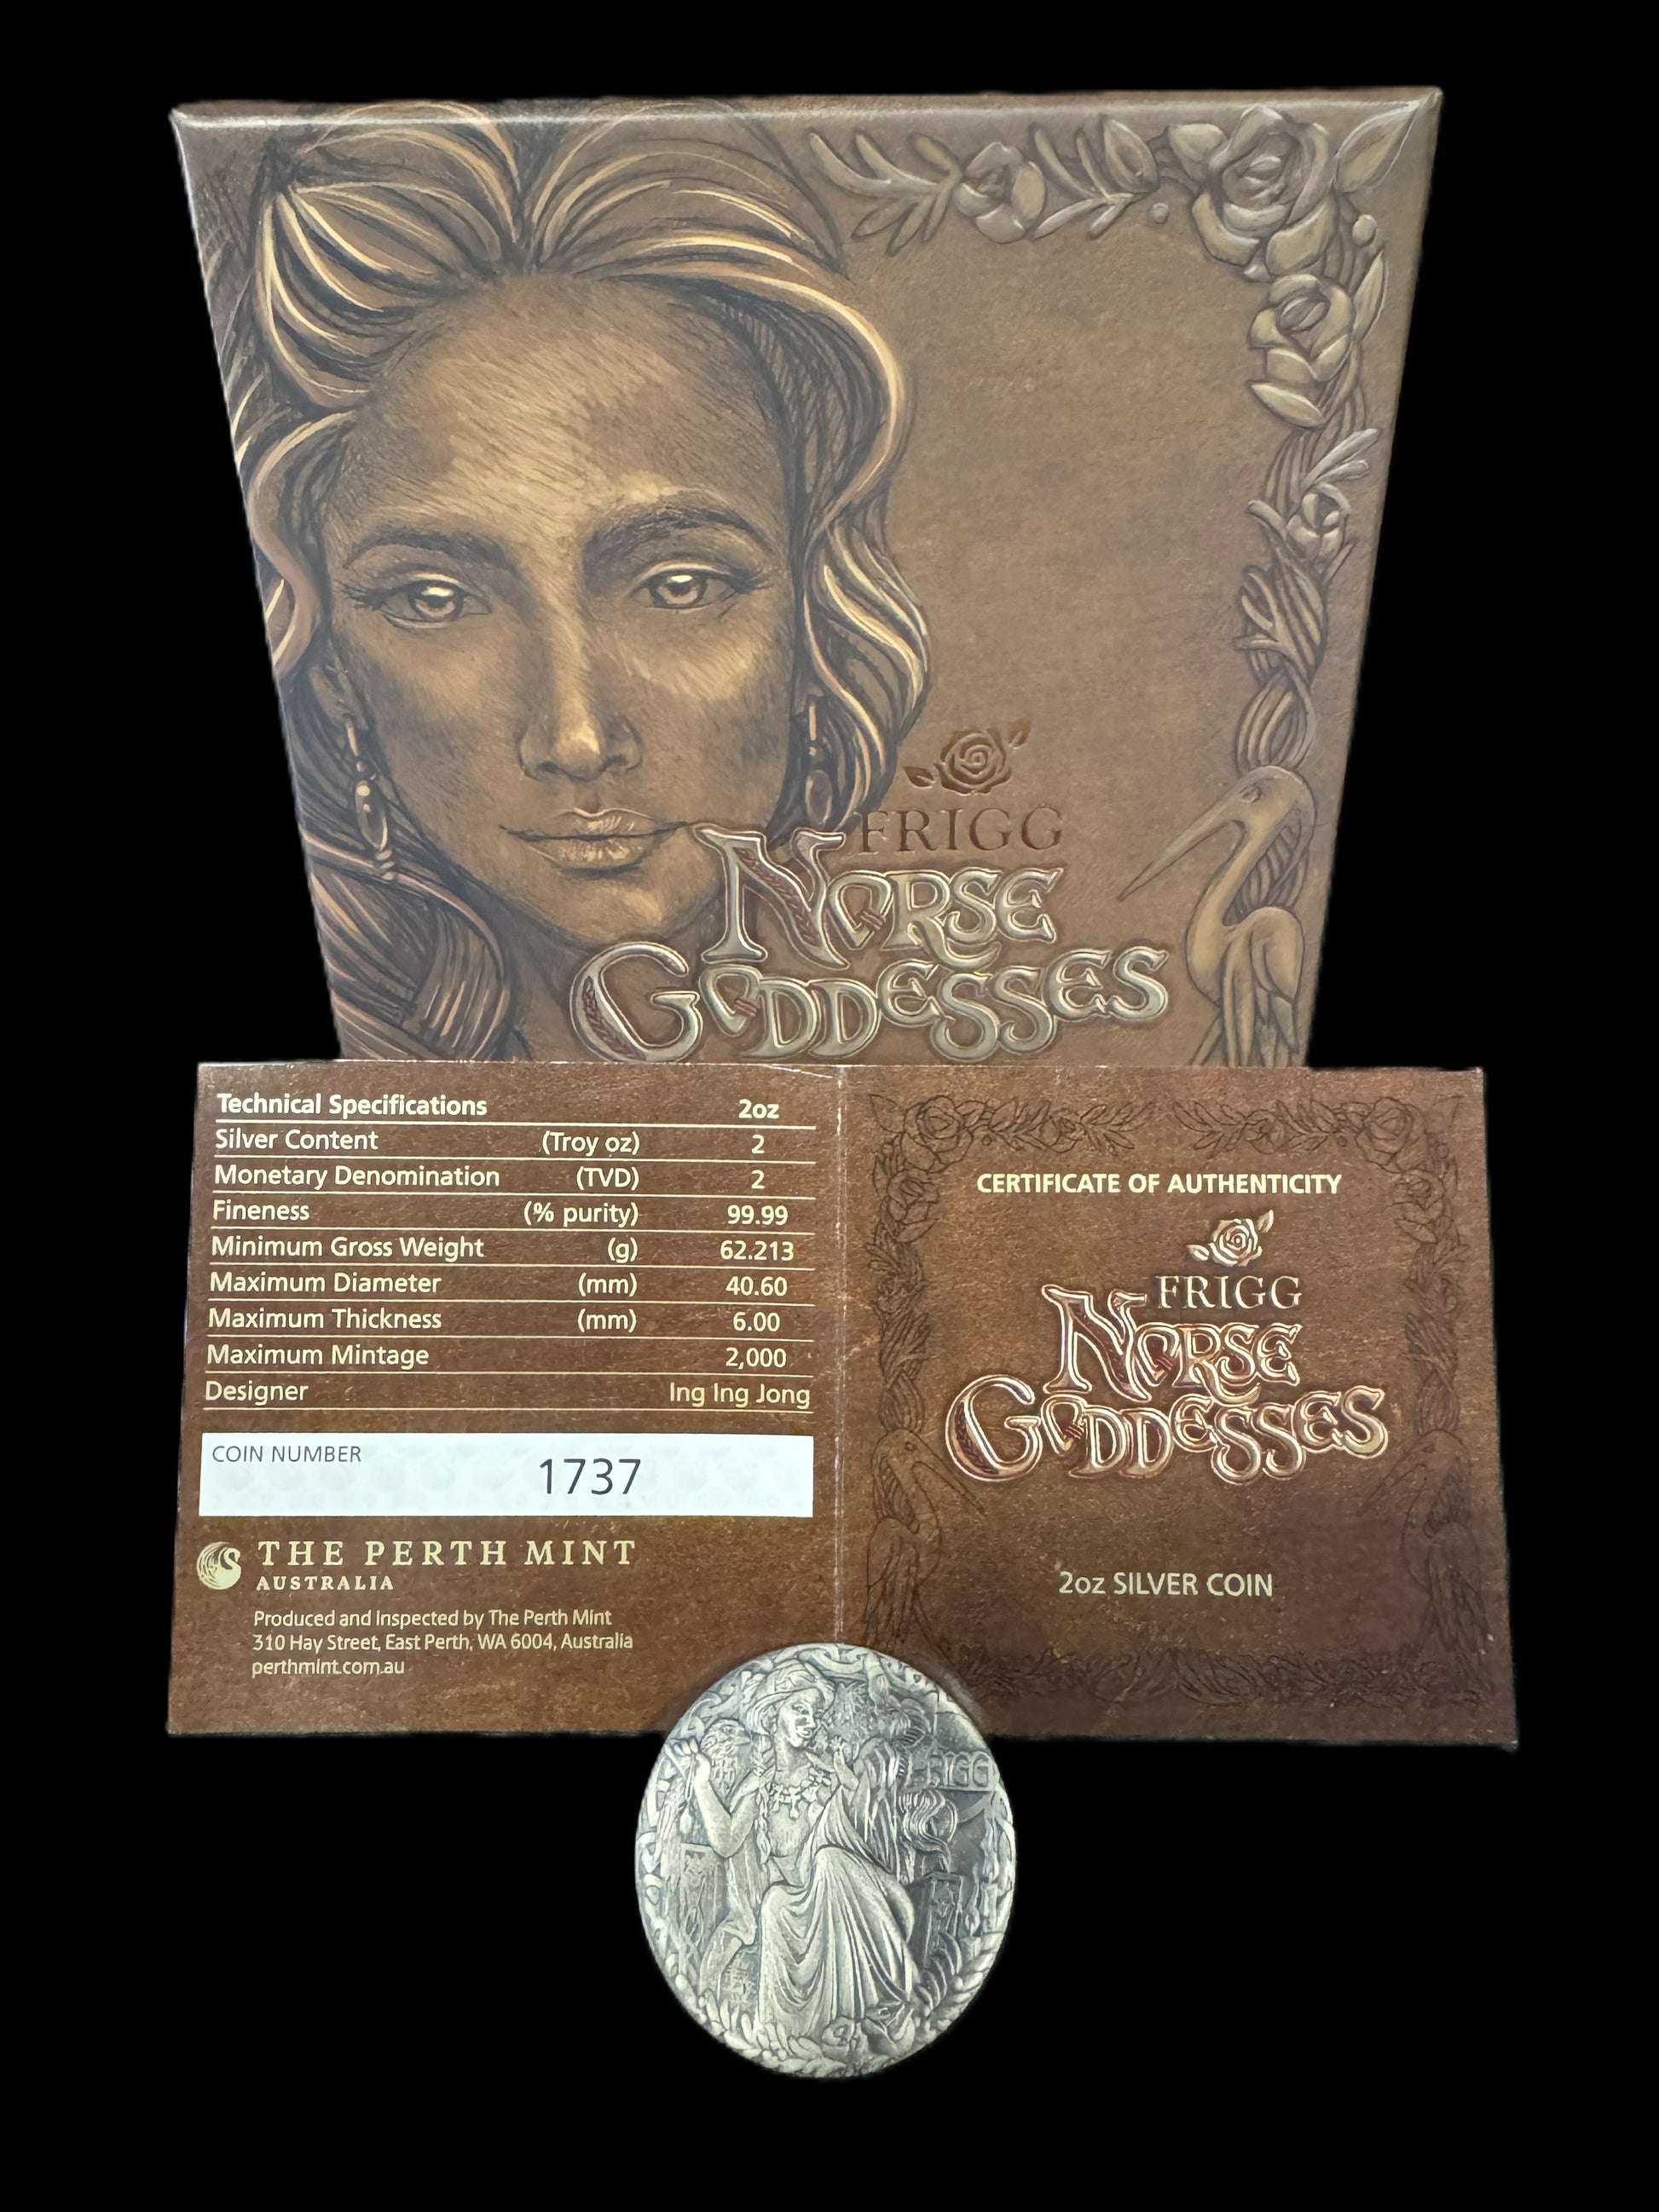 FRIGG
NORSE
GODDESSES
Technical Specifications 2oz
Silver Content (Troy oz) 2
Monetary Denomination (TVD) 2
Fineness (% purity) 99.99
Minimum Gross Weight (g) 62.213
Maximum Diameter (mm) 40.60
Maximum Thickness (mm) 6.00
Maximum Mintage 2,000
Designer Ing Ing Jong
COIN NUMBER 1737
THE PERTH MINT
AUSTRALIA
Produced and Inspected by The Perth Mint
310 Hay Street, East Perth, WA 6004, Australia
perthmint.com.au
CERTIFICATE OF AUTHENTICITY
FRIGG
NORSE
GODDESSES
2oz SILVER COIN
FRIGG